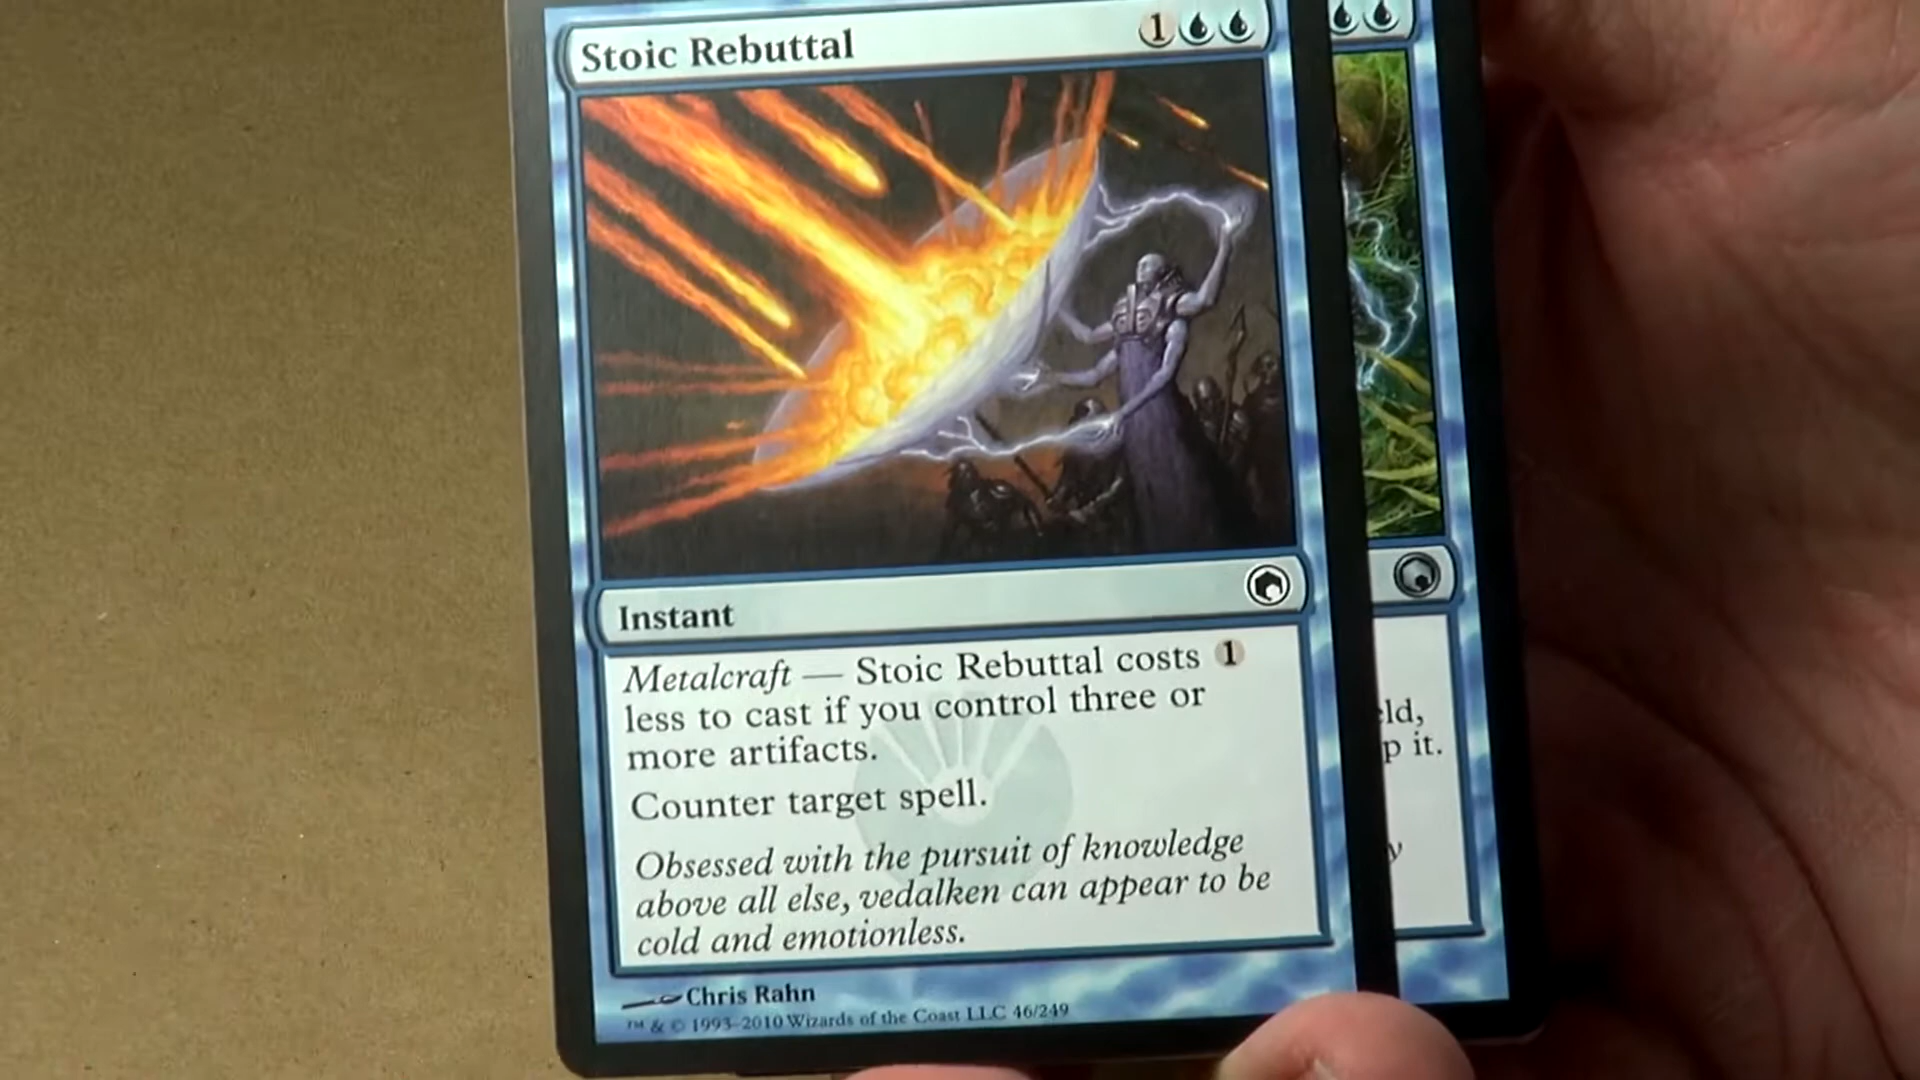 Stoic Rebuttal 1
Instant
Metalcraft — Stoic Rebuttal costs 1
less to cast if you control three or
more artifacts.
Counter target spell.
Obsessed with the pursuit of knowledge
above all else, vedalken can appear to be
cold and emotionless.
Chris Rahn
™ & © 1993–2010 Wizards of the Coast LLC 46/249
eld,
p it.
y